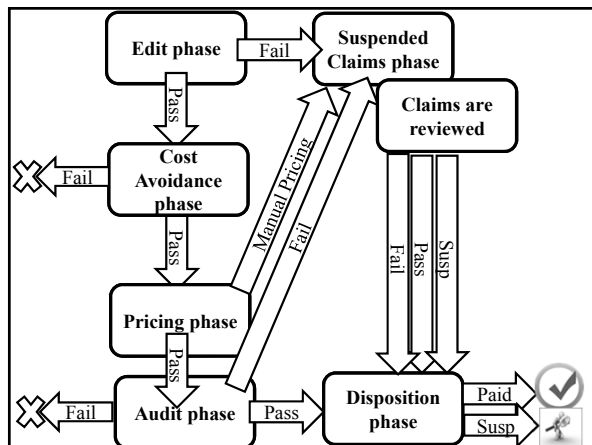 Edit phase
Fail
Suspended
Claims phase
Pass
Claims are
reviewed
Fail
Cost
Avoidance
phase
Manual Pricing
Fail
Pass
Fail
Pass
Susp
Pricing phase
Pass
Fail
Audit phase
Pass
Disposition
phase
Paid
Susp